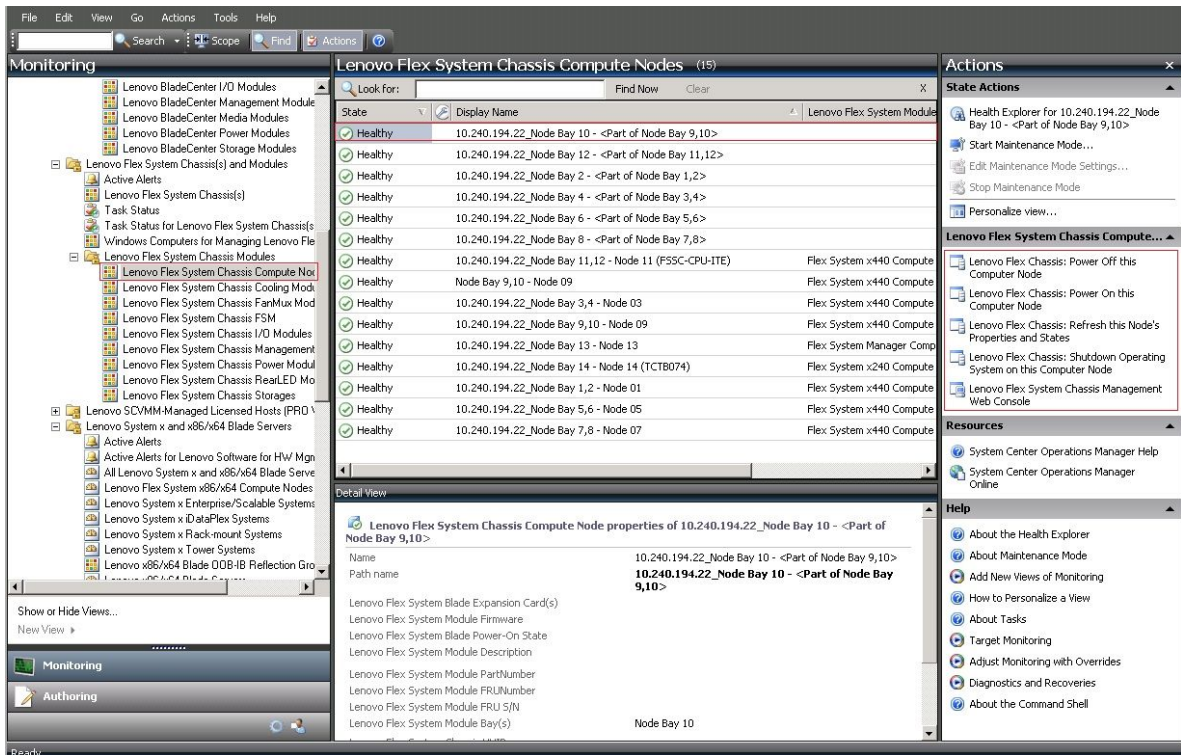 File Edit View Go Actions Tools Help
Search Scope Find Actions
Monitoring
Lenovo BladeCenter I/O Modules
Lenovo BladeCenter Management Module
Lenovo BladeCenter Media Modules
Lenovo BladeCenter Power Modules
Lenovo BladeCenter Storage Modules
Lenovo Flex System Chassis(s) and Modules
Active Alerts
Lenovo Flex System Chassis(s)
Task Status
Task Status for Lenovo Flex System Chassis(s
Windows Computers for Managing Lenovo Fle
Lenovo Flex System Chassis Modules
Lenovo Flex System Chassis Compute Noc
Lenovo Flex System Chassis Cooling Modu
Lenovo Flex System Chassis FanMux Mod
Lenovo Flex System Chassis FSM
Lenovo Flex System Chassis I/O Modules
Lenovo Flex System Chassis Management
Lenovo Flex System Chassis Power Modul
Lenovo Flex System Chassis RearLED Mo
Lenovo Flex System Chassis Storages
Lenovo SCVMM-Managed Licensed Hosts (PRO
Lenovo System x and x86/x64 Blade Servers
Active Alerts
Active Alerts for Lenovo Software for HW Mgn
All Lenovo System x and x86/x64 Blade Serve
Lenovo Flex System x86/x64 Compute Nodes
Lenovo System x Enterprise/Scalable Systems
Lenovo System x iDataPlex Systems
Lenovo System x Rack-mount Systems
Lenovo System x Tower Systems
Lenovo x86/x64 Blade OOB-IB Reflection Gro
Show or Hide Views...
New View
Monitoring
Authoring
Ready
Lenovo Flex System Chassis Compute Nodes (15)
Look for: Find Now Clear X
State Display Name Lenovo Flex System Module
Healthy 10.240.194.22_Node Bay 10 - <Part of Node Bay 9,10>
Healthy 10.240.194.22_Node Bay 12 - <Part of Node Bay 11,12>
Healthy 10.240.194.22_Node Bay 2 - <Part of Node Bay 1,2>
Healthy 10.240.194.22_Node Bay 4 - <Part of Node Bay 3,4>
Healthy 10.240.194.22_Node Bay 6 - <Part of Node Bay 5,6>
Healthy 10.240.194.22_Node Bay 8 - <Part of Node Bay 7,8>
Healthy 10.240.194.22_Node Bay 11,12 - Node 11 (FSSC-CPU-ITE) Flex System x440 Compute
Healthy Node Bay 9,10 - Node 09 Flex System x440 Compute
Healthy 10.240.194.22_Node Bay 3,4 - Node 03 Flex System x440 Compute
Healthy 10.240.194.22_Node Bay 9,10 - Node 09 Flex System x440 Compute
Healthy 10.240.194.22_Node Bay 13 - Node 13 Flex System Manager Comp
Healthy 10.240.194.22_Node Bay 14 - Node 14 (TCTB074) Flex System x240 Compute
Healthy 10.240.194.22_Node Bay 1,2 - Node 01 Flex System x440 Compute
Healthy 10.240.194.22_Node Bay 5,6 - Node 05 Flex System x440 Compute
Healthy 10.240.194.22_Node Bay 7,8 - Node 07 Flex System x440 Compute
Detail View
Lenovo Flex System Chassis Compute Node properties of 10.240.194.22_Node Bay 10 - <Part of
Node Bay 9,10>
Name 10.240.194.22_Node Bay 10 - <Part of Node Bay 9,10>
Path name 10.240.194.22_Node Bay 10 - <Part of Node Bay
9,10>
Lenovo Flex System Blade Expansion Card(s)
Lenovo Flex System Module Firmware
Lenovo Flex System Blade Power-On State
Lenovo Flex System Module Description
Lenovo Flex System Module PartNumber
Lenovo Flex System Module FRUNumber
Lenovo Flex System Module FRU S/N
Lenovo Flex System Module Bay(s) Node Bay 10
Actions x
State Actions
Health Explorer for 10.240.194.22_Node
Bay 10 - <Part of Node Bay 9,10>
Start Maintenance Mode...
Edit Maintenance Mode Settings...
Stop Maintenance Mode
Personalize view...
Lenovo Flex System Chassis Compute...
Lenovo Flex Chassis: Power Off this
Computer Node
Lenovo Flex Chassis: Power On this
Computer Node
Lenovo Flex Chassis: Refresh this Node's
Properties and States
Lenovo Flex Chassis: Shutdown Operating
System on this Computer Node
Lenovo Flex System Chassis Management
Web Console
Resources
System Center Operations Manager Help
System Center Operations Manager
Online
Help
About the Health Explorer
About Maintenance Mode
Add New Views of Monitoring
How to Personalize a View
About Tasks
Target Monitoring
Adjust Monitoring with Overrides
Diagnostics and Recoveries
About the Command Shell